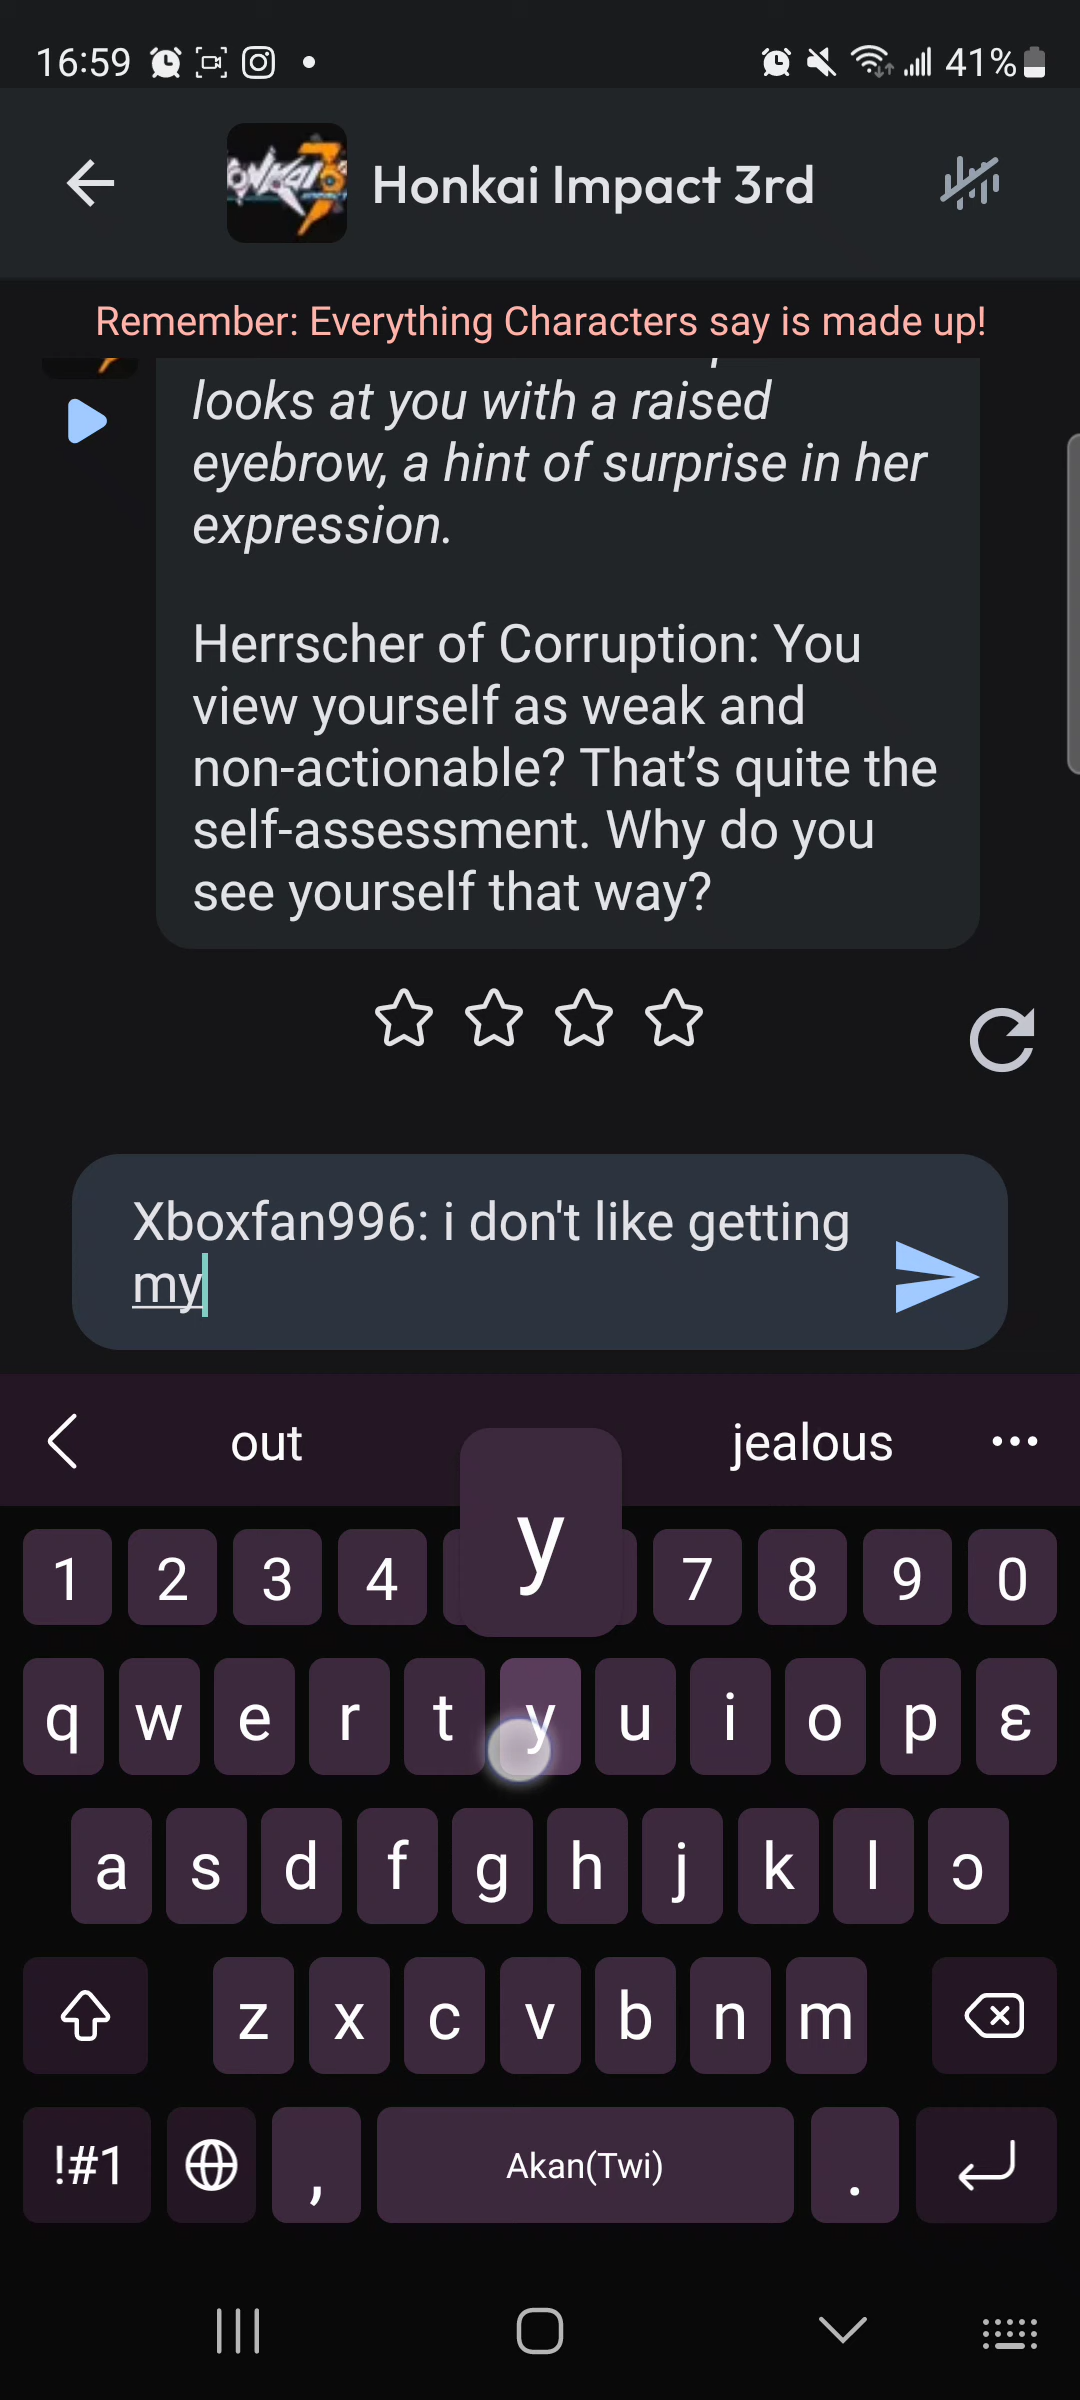 16:59
41%
HONKAI 3
Honkai Impact 3rd
Remember: Everything Characters say is made up!
looks at you with a raised
eyebrow, a hint of surprise in her
expression.
Herrscher of Corruption: You
view yourself as weak and
non-actionable? That’s quite the
self-assessment. Why do you
see yourself that way?
Xboxfan996: i don't like getting
my
out
jealous
y
1 2 3 4 7 8 9 0
q w e r t y u i o p ɛ
a s d f g h j k l ɔ
z x c v b n m
!#1 , Akan(Twi) .